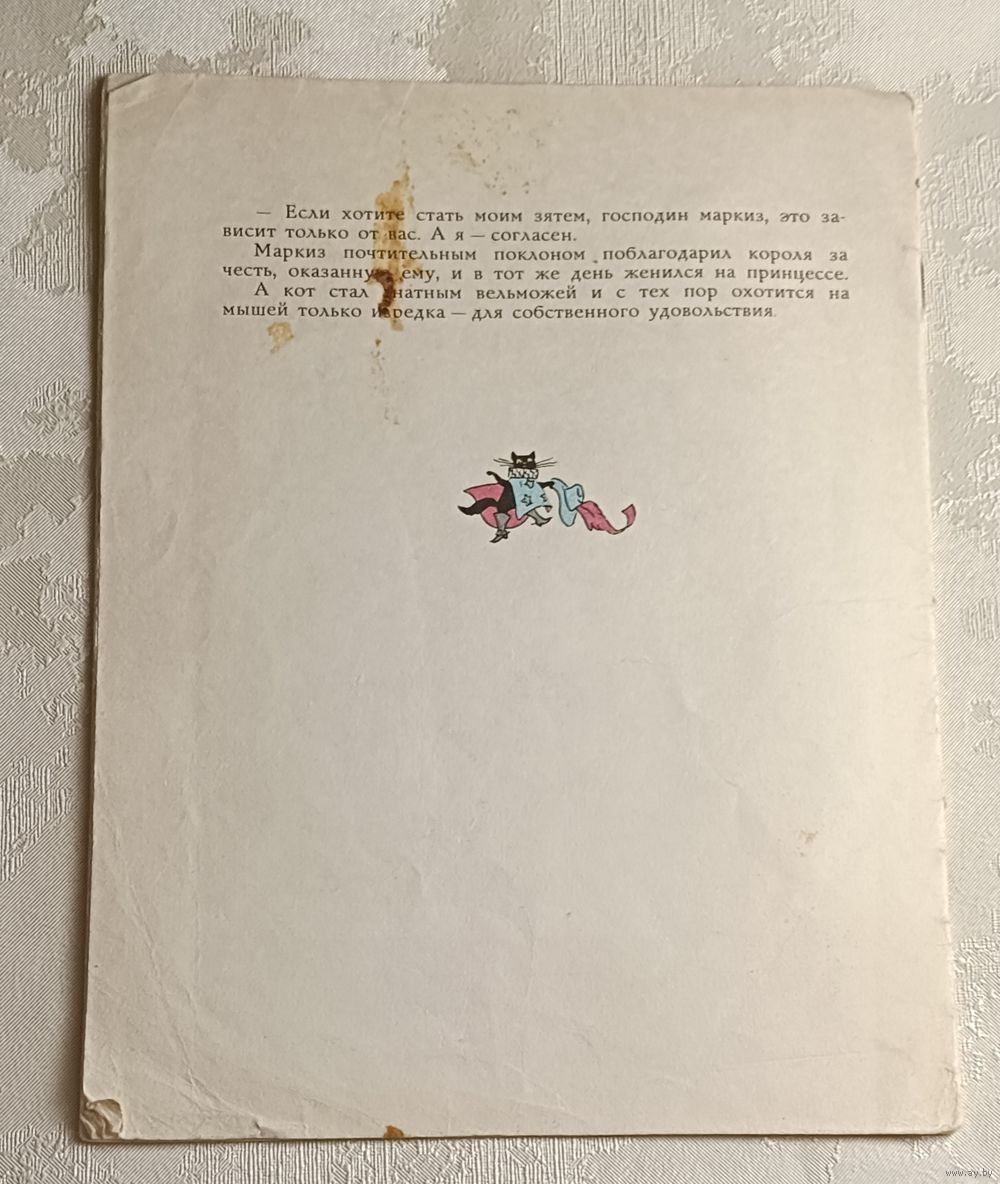 — Если хотите стать моим зятем, господин маркиз, это за-
висит только от вас. А я — согласен.
Маркиз почтительным поклоном поблагодарил короля за
честь, оказанную ему, и в тот же день женился на принцессе.
А кот стал знатным вельможей и с тех пор охотится на
мышей только изредка — для собственного удовольствия.
www.ay.by